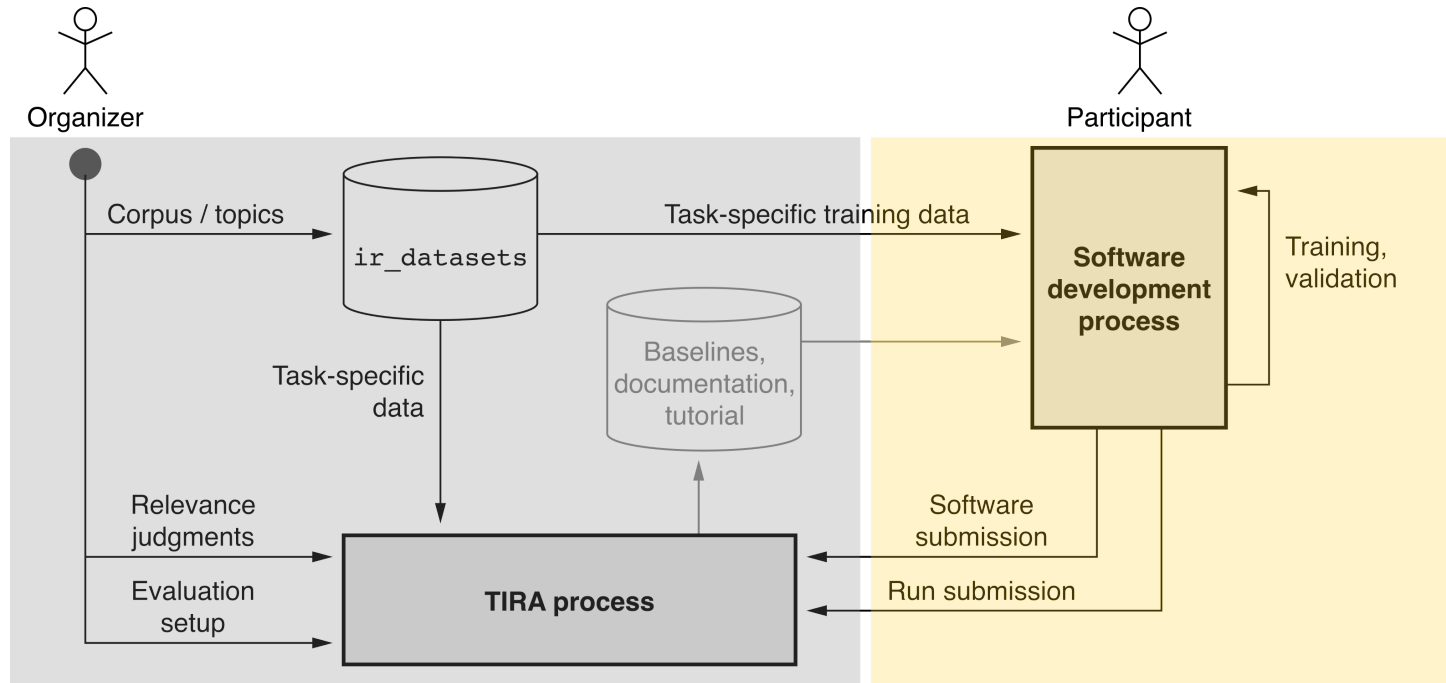 Organizer
Participant
Corpus / topics
ir_datasets
Task-specific training data
Software
development
process
Training,
validation
Baselines,
documentation,
tutorial
Task-specific
data
Relevance
judgments
Evaluation
setup
TIRA process
Software
submission
Run submission